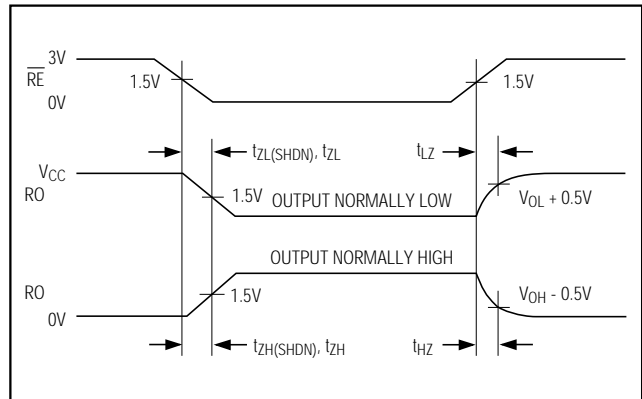 3V
RE
1.5V
1.5V
0V
tZL(SHDN), tZL
tLZ
VCC
RO
1.5V
OUTPUT NORMALLY LOW
VOL + 0.5V
OUTPUT NORMALLY HIGH
RO
1.5V
VOH - 0.5V
0V
tZH(SHDN), tZH
tHZ